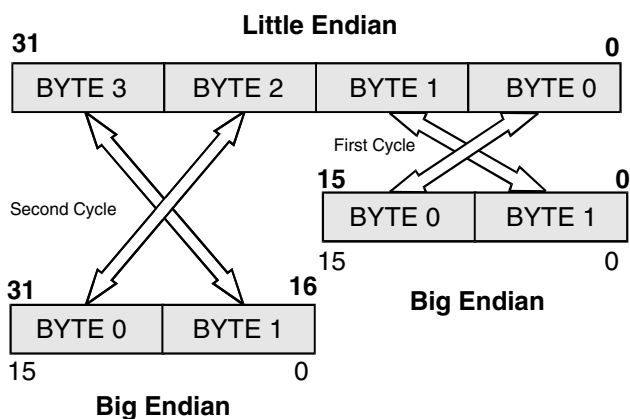 Little Endian
31 0
BYTE 3 BYTE 2 BYTE 1 BYTE 0
First Cycle
15 0
Second Cycle
BYTE 0 BYTE 1
15 0
31 16
Big Endian
BYTE 0 BYTE 1
15 0
Big Endian